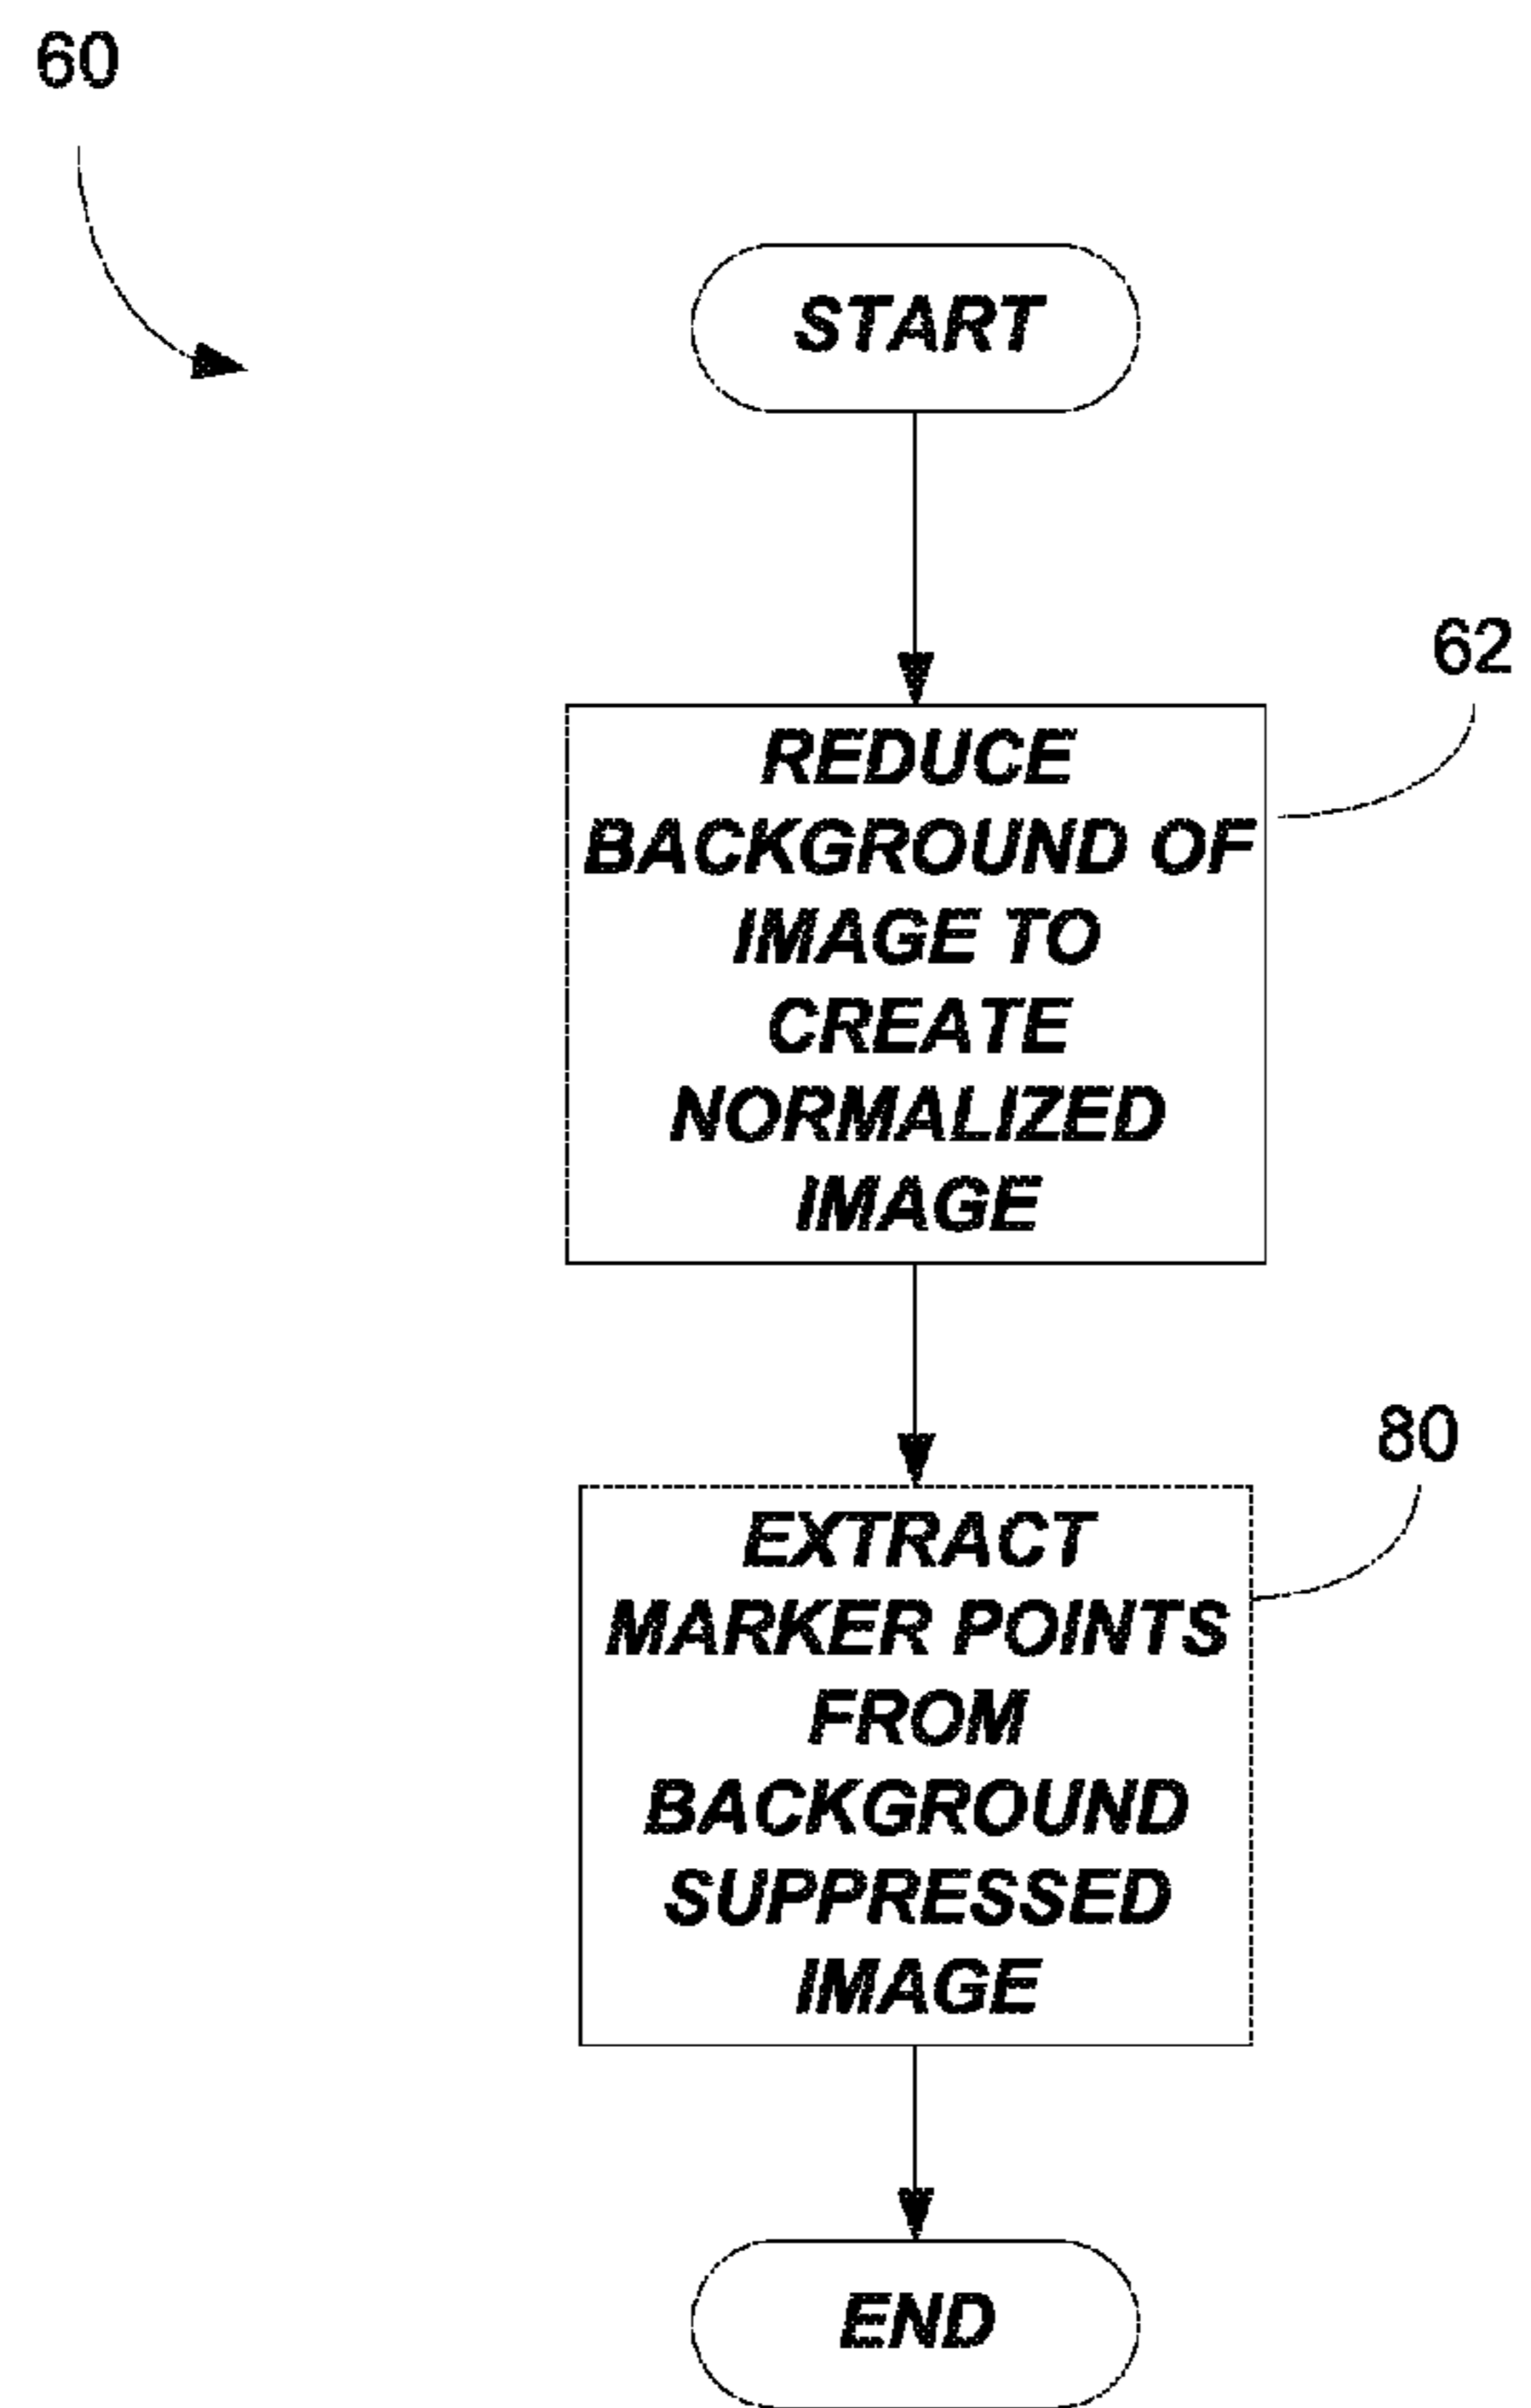 60
START
62
REDUCE
BACKGROUND OF
IMAGE TO
CREATE
NORMALIZED
IMAGE
80
EXTRACT
MARKER POINTS
FROM
BACKGROUND
SUPPRESSED
IMAGE
END